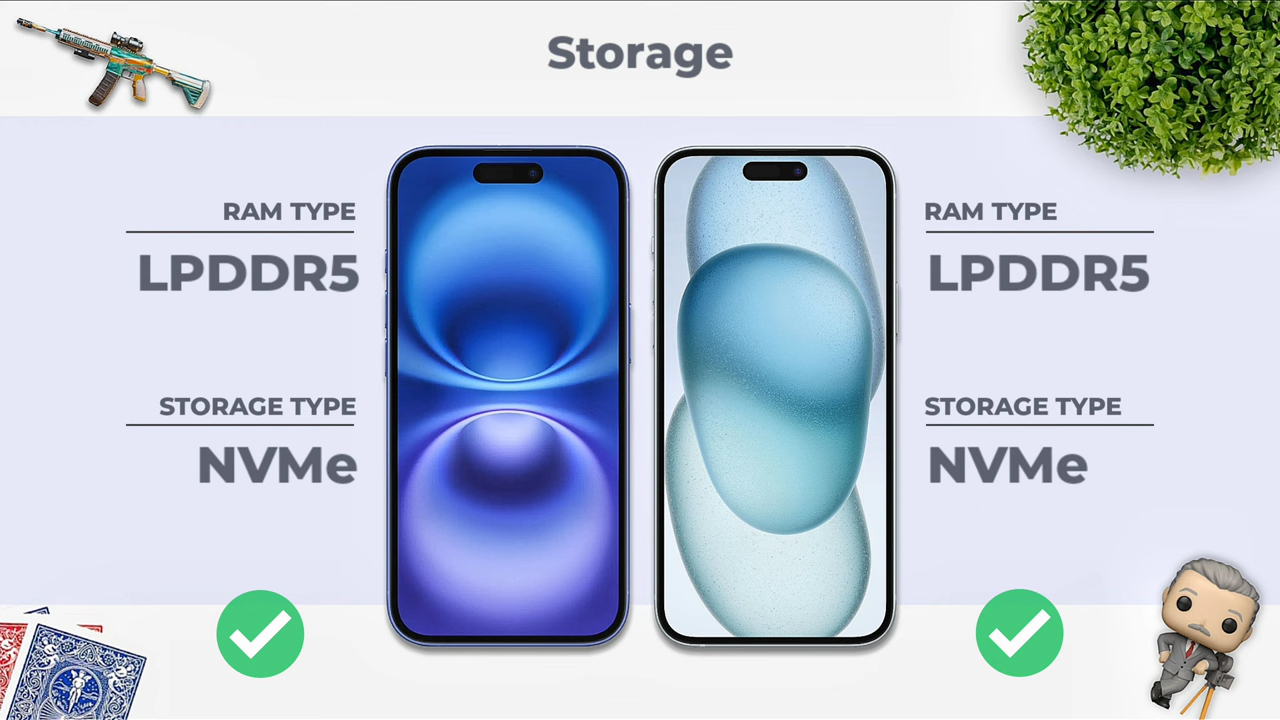 Storage
RAM TYPE
LPDDR5
STORAGE TYPE
NVMe
RAM TYPE
LPDDR5
STORAGE TYPE
NVMe